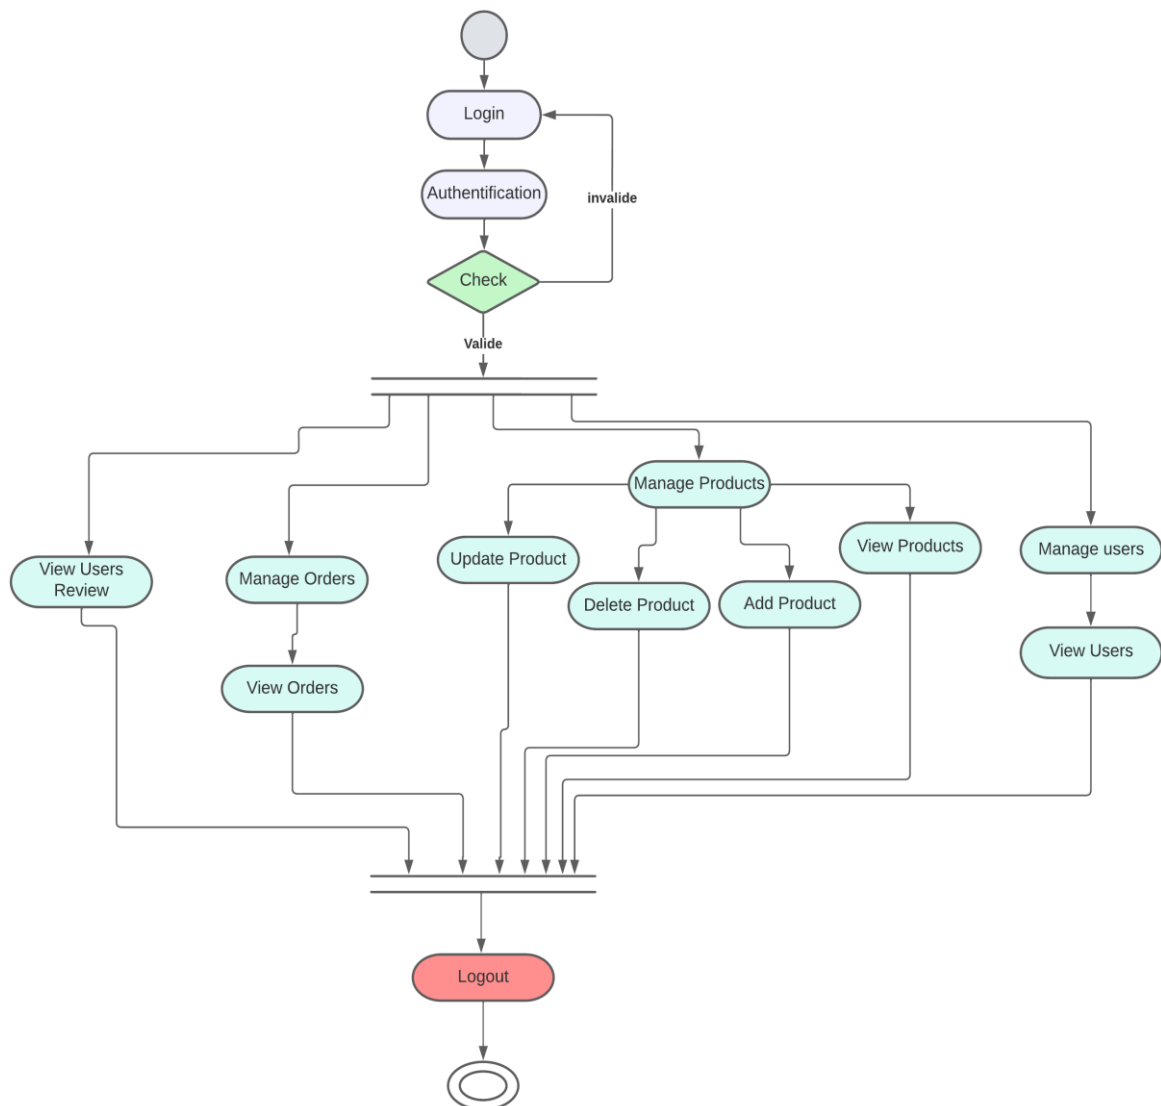 Login
Authentification
invalide
Check
Valide
Manage Products
View Products
Manage users
Update Product
View Users
Review
Manage Orders
Delete Product
Add Product
View Users
View Orders
Logout